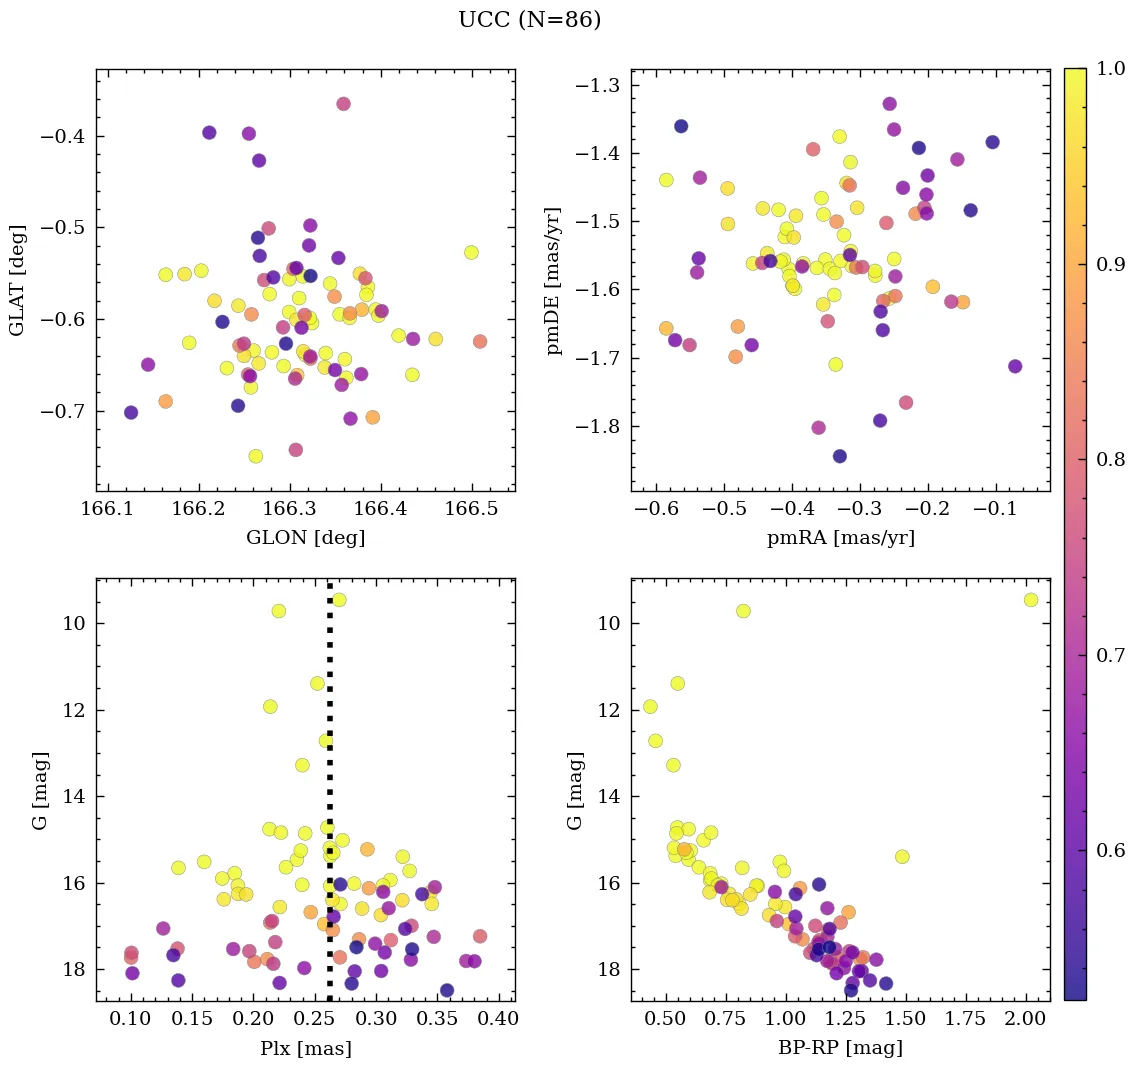 UCC (N=86)
−0.4
−0.5
−0.6
−0.7
GLAT [deg]
166.1 166.2 166.3 166.4 166.5
GLON [deg]
−1.3
−1.4
−1.5
−1.6
−1.7
−1.8
pmDE [mas/yr]
−0.6 −0.5 −0.4 −0.3 −0.2 −0.1
pmRA [mas/yr]
1.0
0.9
0.8
0.7
0.6
10
12
14
16
18
G [mag]
0.10 0.15 0.20 0.25 0.30 0.35 0.40
Plx [mas]
10
12
14
16
18
G [mag]
0.50 0.75 1.00 1.25 1.50 1.75 2.00
BP-RP [mag]